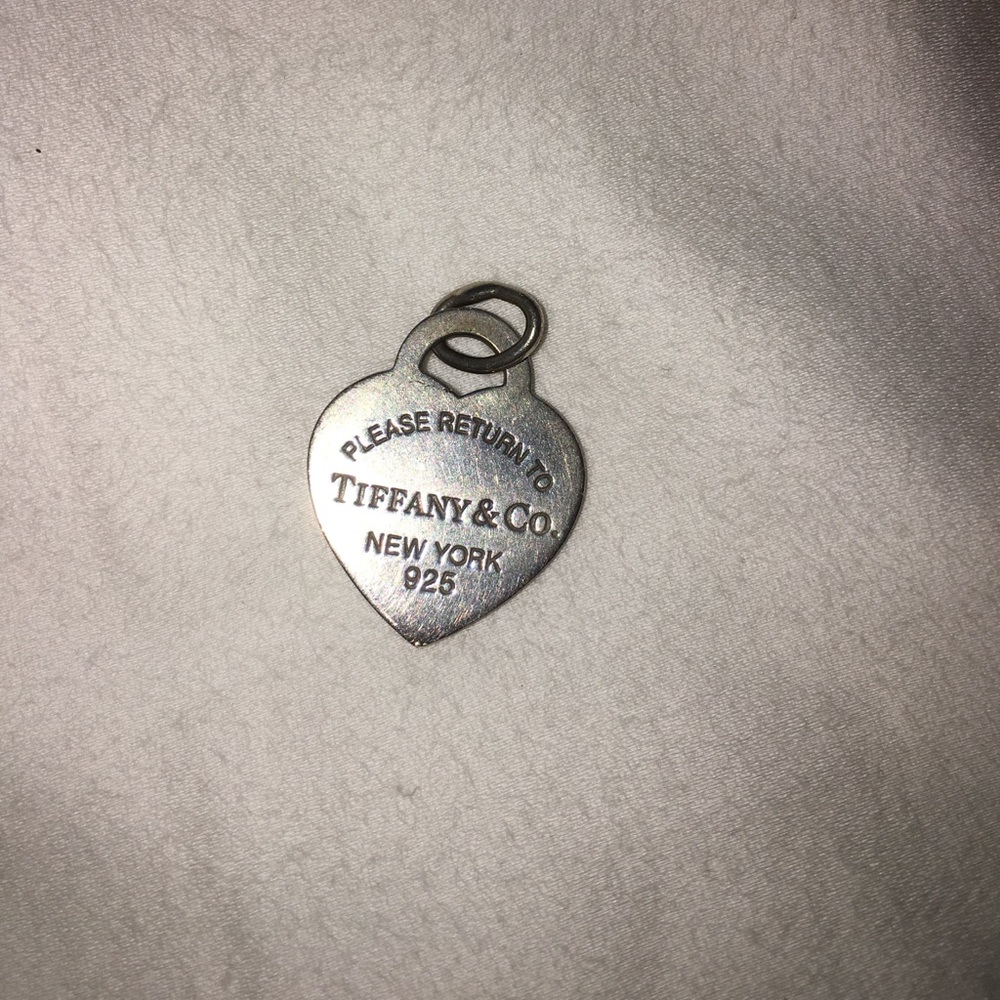 PLEASE RETURN TO
TIFFANY & CO.
NEW YORK
925